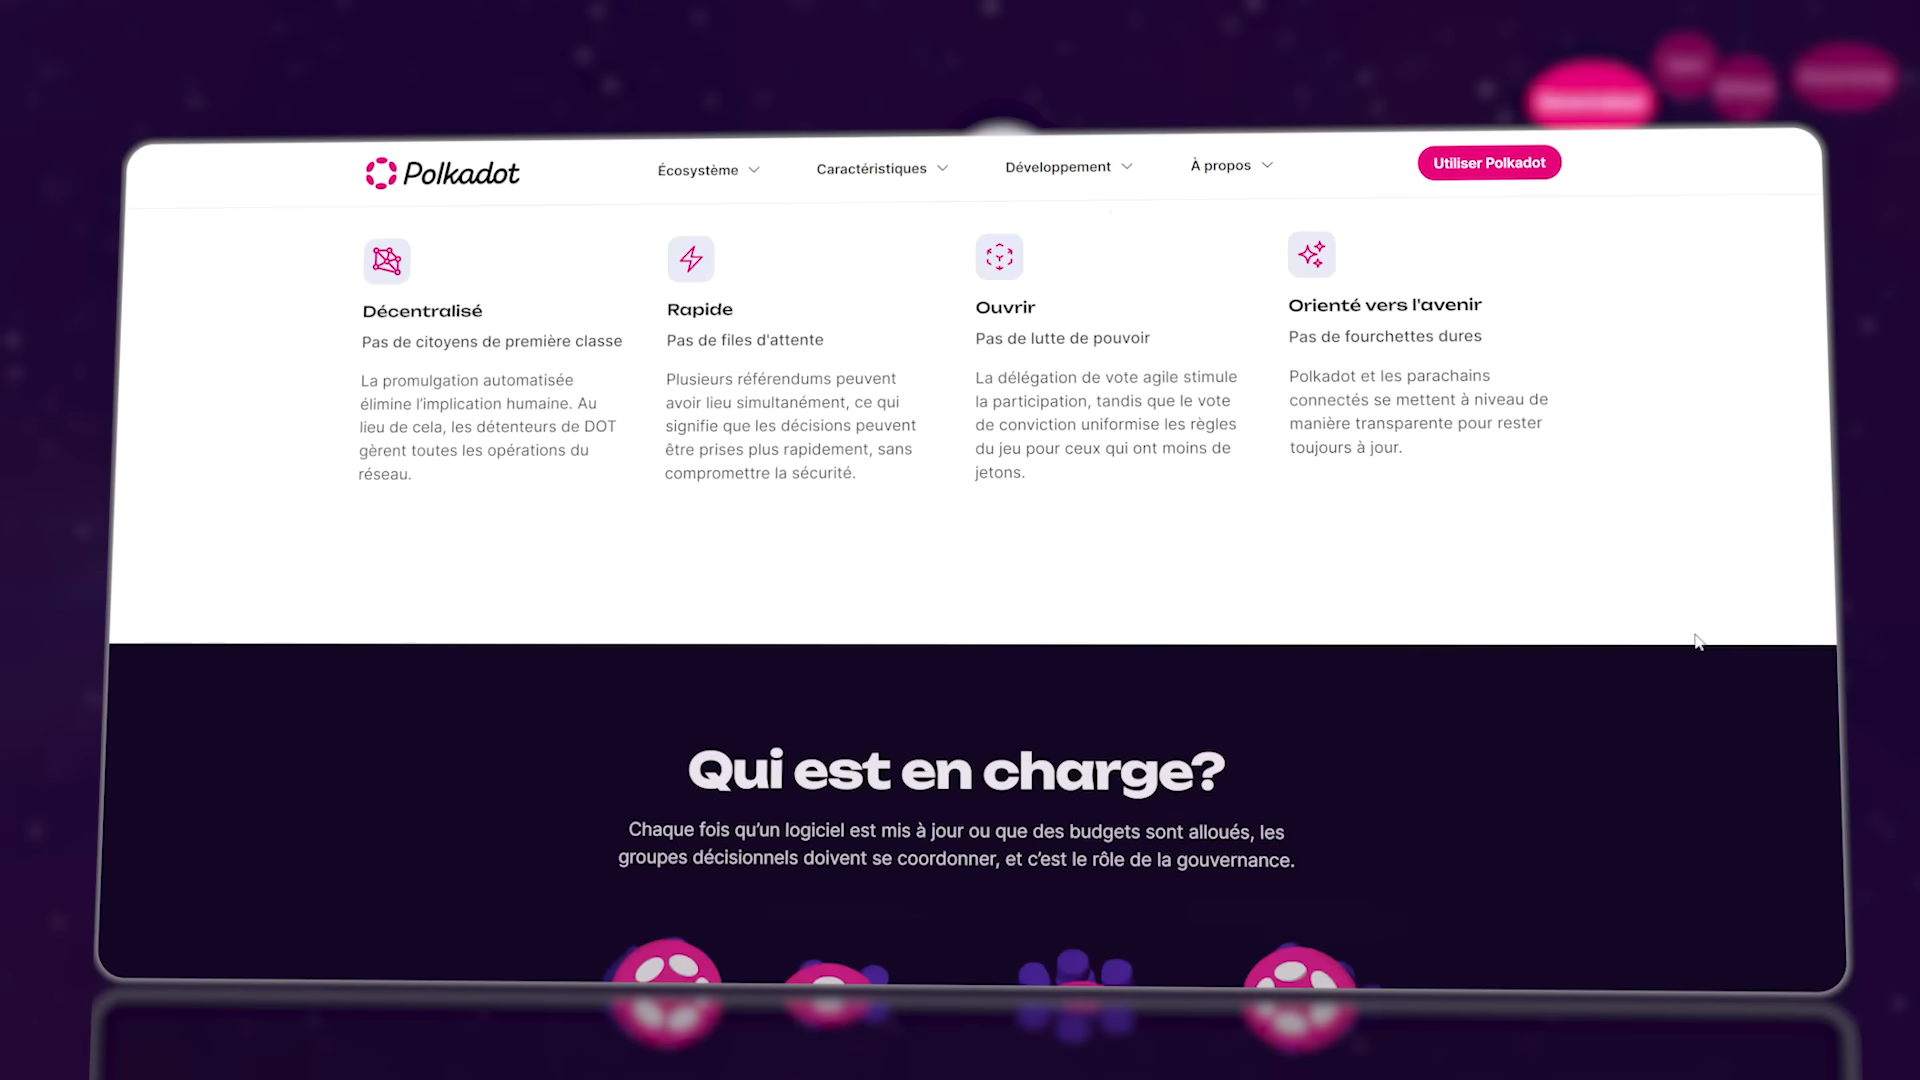 Polkadot
Écosystème
Caractéristiques
Développement
À propos
Utiliser Polkadot
Décentralisé
Pas de citoyens de première classe
La promulgation automatisée
élimine l’implication humaine. Au
lieu de cela, les détenteurs de DOT
gèrent toutes les opérations du
réseau.
Rapide
Pas de files d'attente
Plusieurs référendums peuvent
avoir lieu simultanément, ce qui
signifie que les décisions peuvent
être prises plus rapidement, sans
compromettre la sécurité.
Ouvrir
Pas de lutte de pouvoir
La délégation de vote agile stimule
la participation, tandis que le vote
de conviction uniformise les règles
du jeu pour ceux qui ont moins de
jetons.
Orienté vers l'avenir
Pas de fourchettes dures
Polkadot et les parachains
connectés se mettent à niveau de
manière transparente pour rester
toujours à jour.
Qui est en charge?
Chaque fois qu’un logiciel est mis à jour ou que des budgets sont alloués, les
groupes décisionnels doivent se coordonner, et c’est le rôle de la gouvernance.